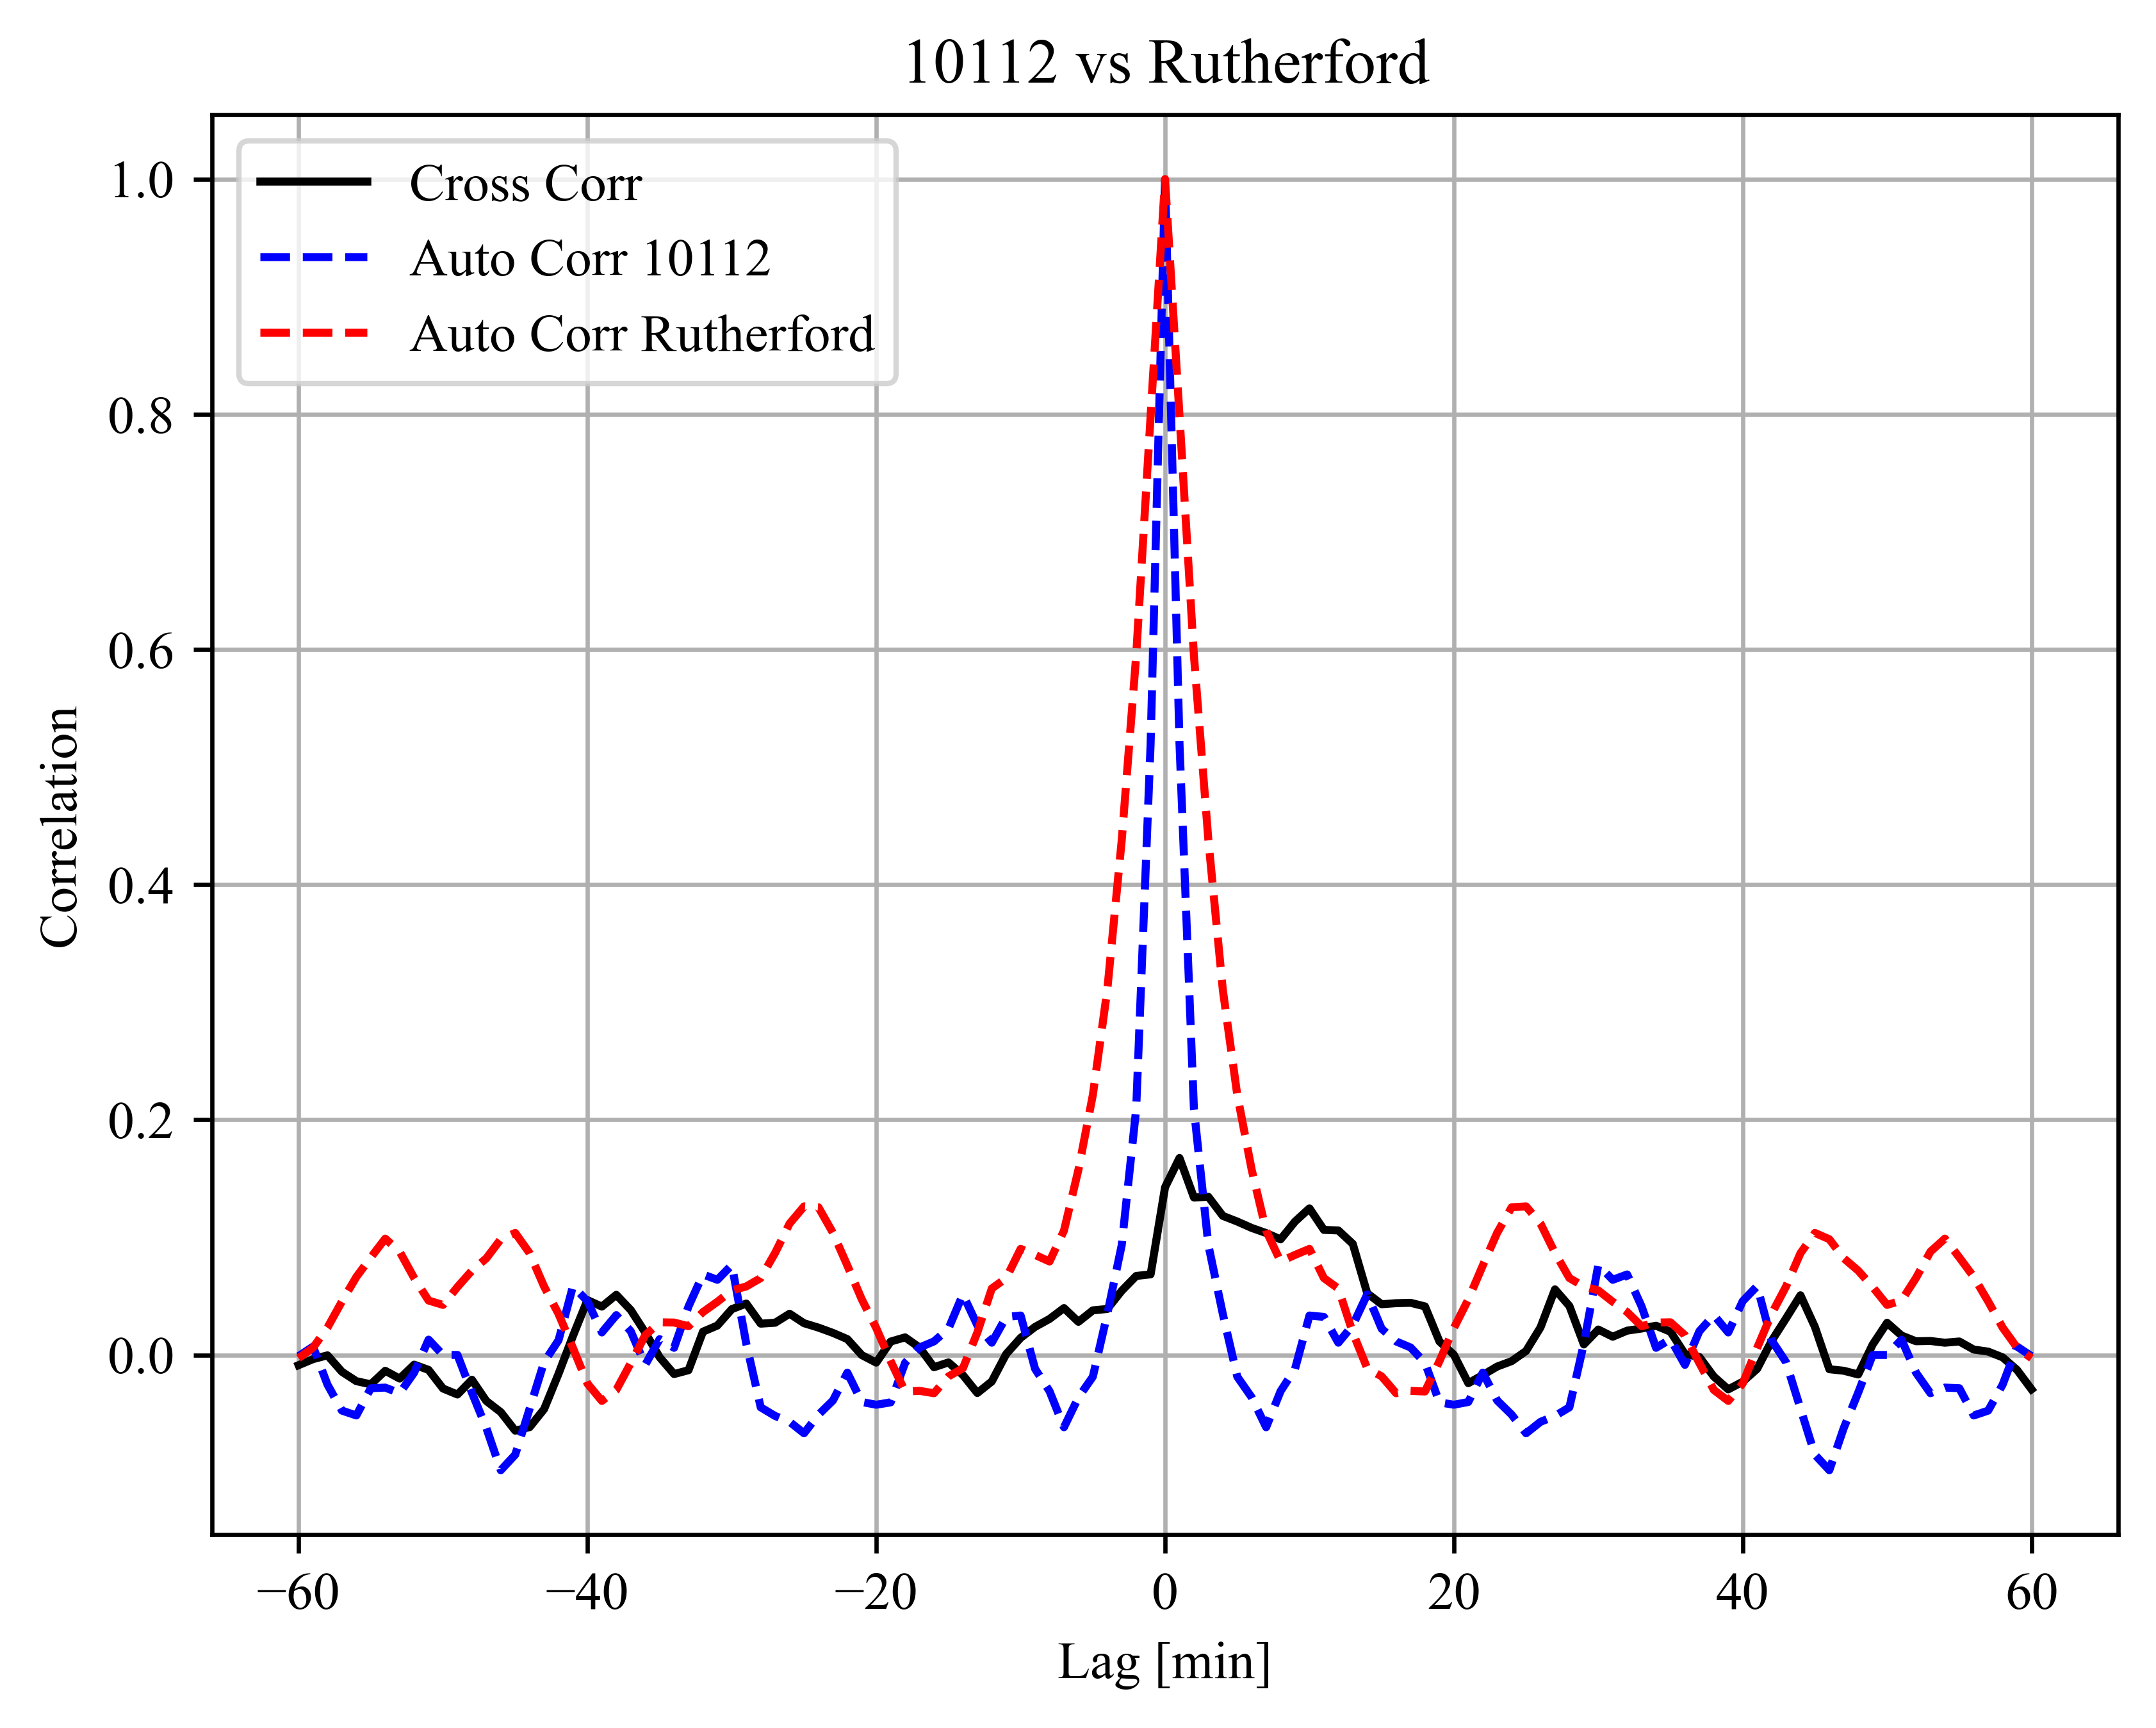 10112 vs Rutherford
Cross Corr
Auto Corr 10112
Auto Corr Rutherford
1.0
0.8
0.6
0.4
0.2
0.0
Correlation
−60 −40 −20 0 20 40 60
Lag [min]